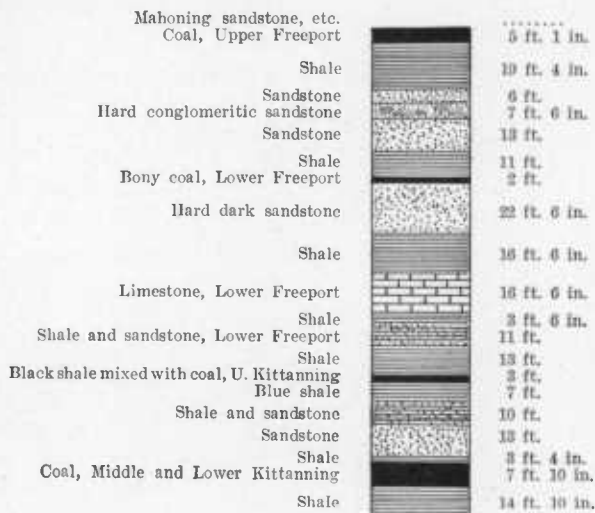 Mahoning sandstone, etc. ........
Coal, Upper Freeport 5 ft. 1 in.
Shale 19 ft. 4 in.
Sandstone 6 ft.
Hard conglomeritic sandstone 7 ft. 6 in.
Sandstone 13 ft.
Shale 11 ft.
Bony coal, Lower Freeport 2 ft.
Hard dark sandstone 22 ft. 6 in.
Shale 16 ft. 6 in.
Limestone, Lower Freeport 16 ft. 6 in.
Shale 3 ft. 6 in.
Shale and sandstone, Lower Freeport 11 ft.
Shale 13 ft.
Black shale mixed with coal, U. Kittanning 3 ft.
Blue shale 7 ft.
Shale and sandstone 10 ft.
Sandstone 13 ft.
Shale 3 ft. 4 in.
Coal, Middle and Lower Kittanning 7 ft. 10 in.
Shale 14 ft. 10 in.